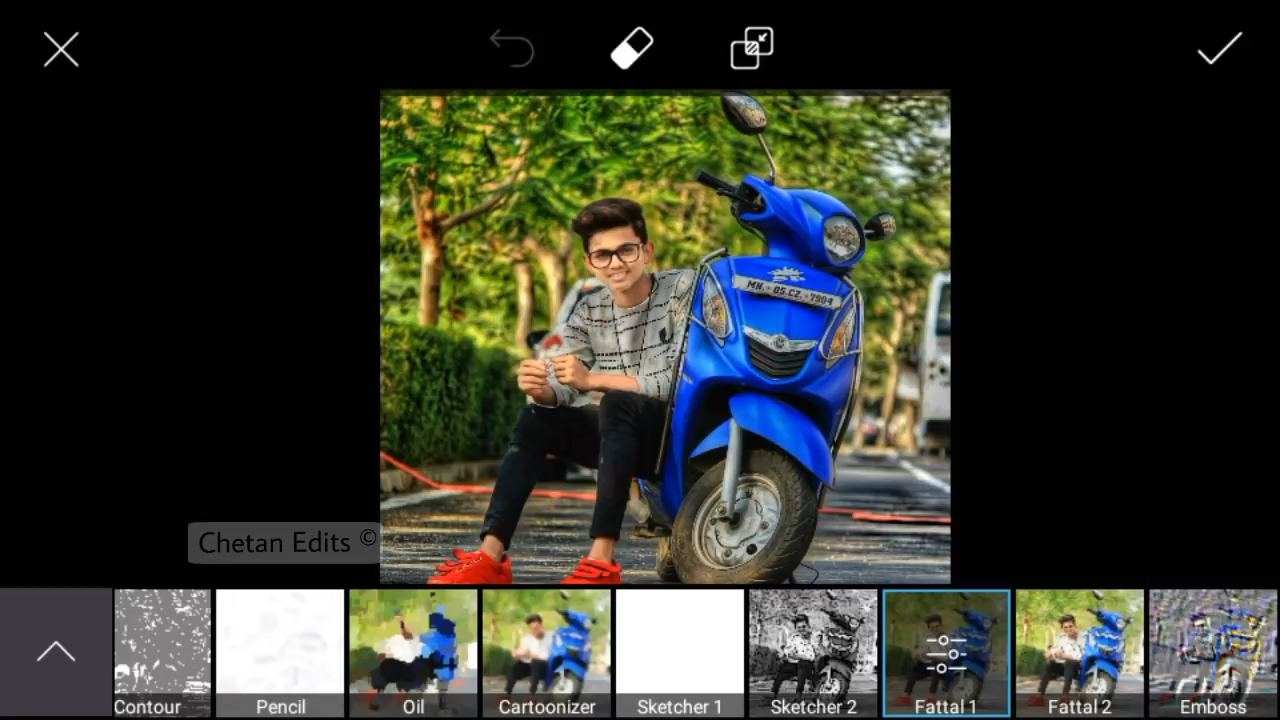 MH.-05.CZ.-7904
Chetan Edits ©
Contour
Pencil
Oil
Cartoonizer
Sketcher 1
Sketcher 2
Fattal 1
Fattal 2
Emboss